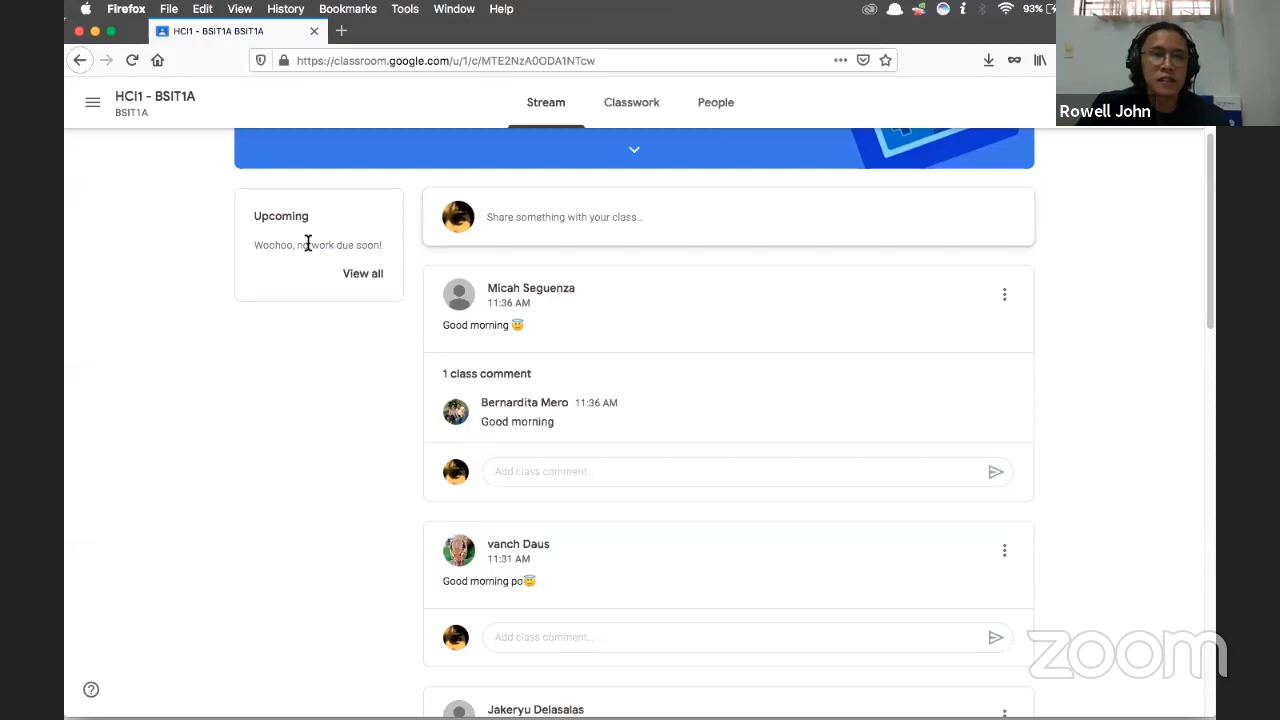 Firefox File Edit View History Bookmarks Tools Window Help
93%
HCI1 - BSIT1A BSIT1A
https://classroom.google.com/u/1/c/MTE2NzA0ODA1NTcw
HCI1 - BSIT1A
BSIT1A
Stream Classwork People
Rowell John
Upcoming
Woohoo, no work due soon!
View all
Share something with your class...
Micah Seguenza
11:36 AM
Good morning 😇
1 class comment
Bernardita Mero 11:36 AM
Good morning
Add class comment...
vanch Daus
11:31 AM
Good morning po😇
Add class comment...
Jakeryu Delasalas
zoom